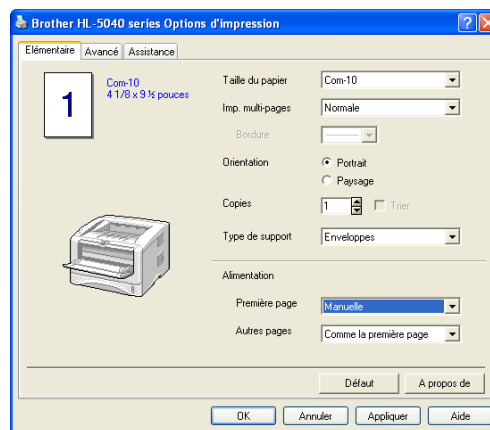 Brother HL-5040 series Options d'impression
Elémentaire Avancé Assistance
1
Com-10
4 1/8 x 9 ½ pouces
Taille du papier Com-10
Imp. multi-pages Normale
Bordure
Orientation Portrait
Paysage
Copies 1 Trier
Type de support Enveloppes
Alimentation
Première page Manuelle
Autres pages Comme la première page
Défaut A propos de
OK Annuler Appliquer Aide